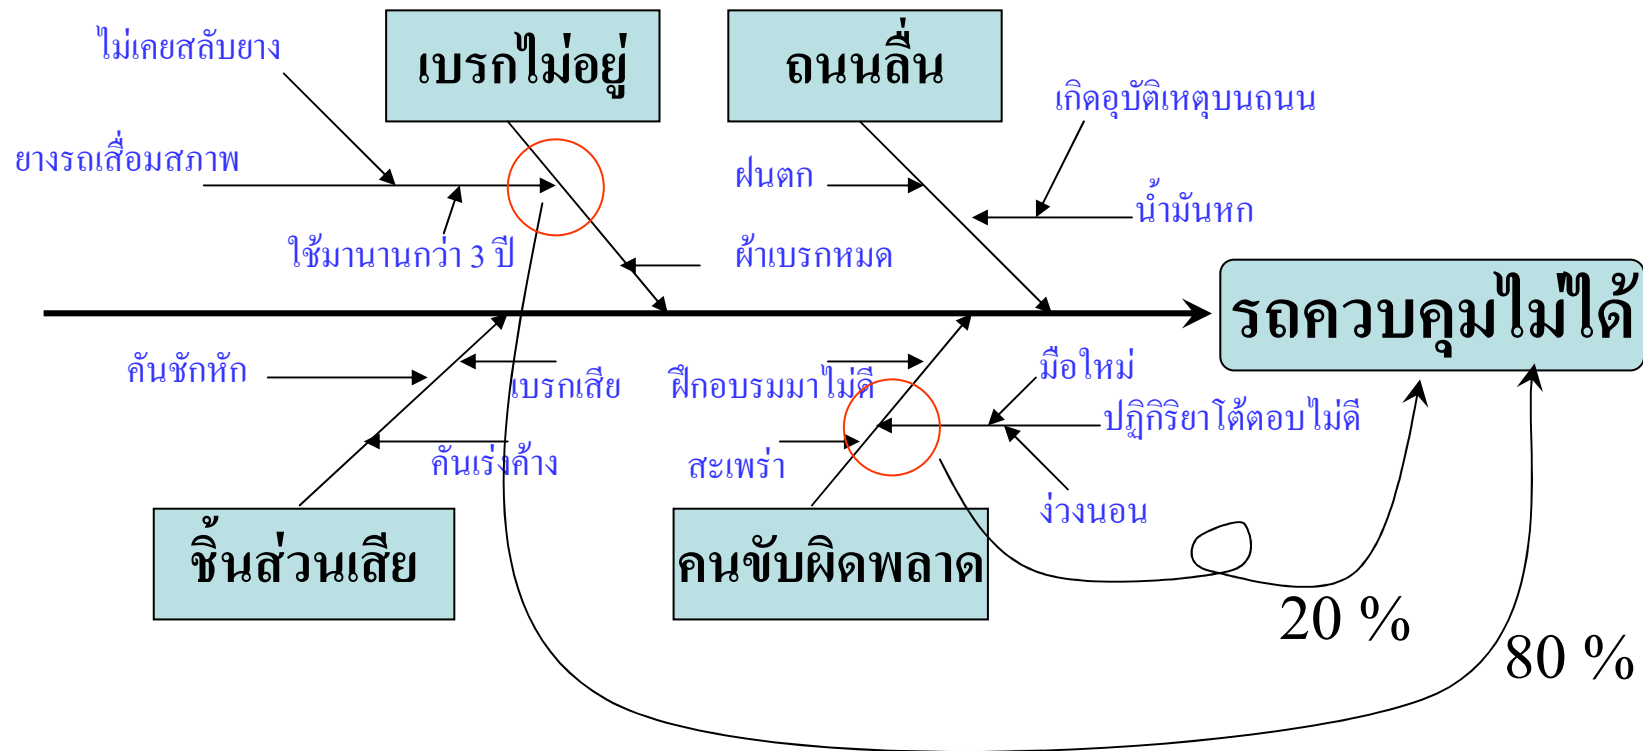 ไม่เคยสลับยาง
เบรกไม่อยู่
ถนนลื่น
เกิดอุบัติเหตุบนถนน
ยางรถเสื่อมสภาพ
ฝนตก
น้ำมันหก
ใช้มานานกว่า 3 ปี
ผ้าเบรกหมด
รถควบคุมไม่ได้
คันชักหัก
เบรกเสีย
ฝึกอบรมมาไม่ดี
มือใหม่
ปฏิกิริยาโต้ตอบไม่ดี
คันเร่งค้าง
สะเพร่า
ง่วงนอน
ชิ้นส่วนเสีย
คนขับผิดพลาด
20 %
80 %